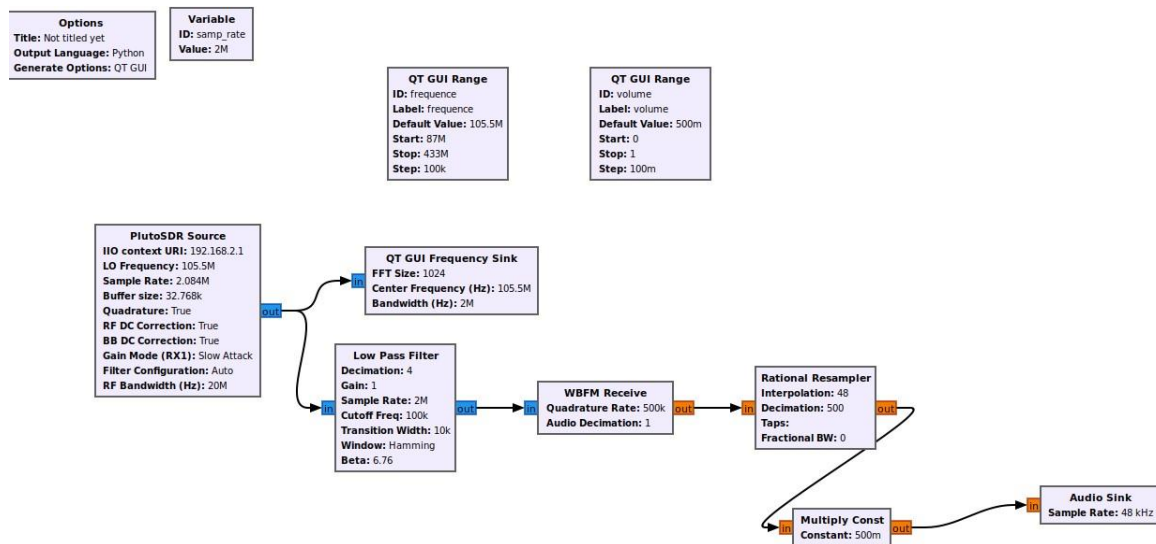 Options
Title: Not titled yet
Output Language: Python
Generate Options: QT GUI
Variable
ID: samp_rate
Value: 2M
QT GUI Range
ID: frequence
Label: frequence
Default Value: 105.5M
Start: 87M
Stop: 433M
Step: 100k
QT GUI Range
ID: volume
Label: volume
Default Value: 500m
Start: 0
Stop: 1
Step: 100m
PlutoSDR Source
IIO context URI: 192.168.2.1
LO Frequency: 105.5M
Sample Rate: 2.084M
Buffer size: 32.768k
Quadrature: True
RF DC Correction: True
BB DC Correction: True
Gain Mode (RX1): Slow Attack
Filter Configuration: Auto
RF Bandwidth (Hz): 20M
out
in
QT GUI Frequency Sink
FFT Size: 1024
Center Frequency (Hz): 105.5M
Bandwidth (Hz): 2M
in
Low Pass Filter
Decimation: 4
Gain: 1
Sample Rate: 2M
Cutoff Freq: 100k
Transition Width: 10k
Window: Hamming
Beta: 6.76
out
in
WBFM Receive
Quadrature Rate: 500k
Audio Decimation: 1
out
in
Rational Resampler
Interpolation: 48
Decimation: 500
Taps:
Fractional BW: 0
out
in
Multiply Const
Constant: 500m
out
in
Audio Sink
Sample Rate: 48 kHz